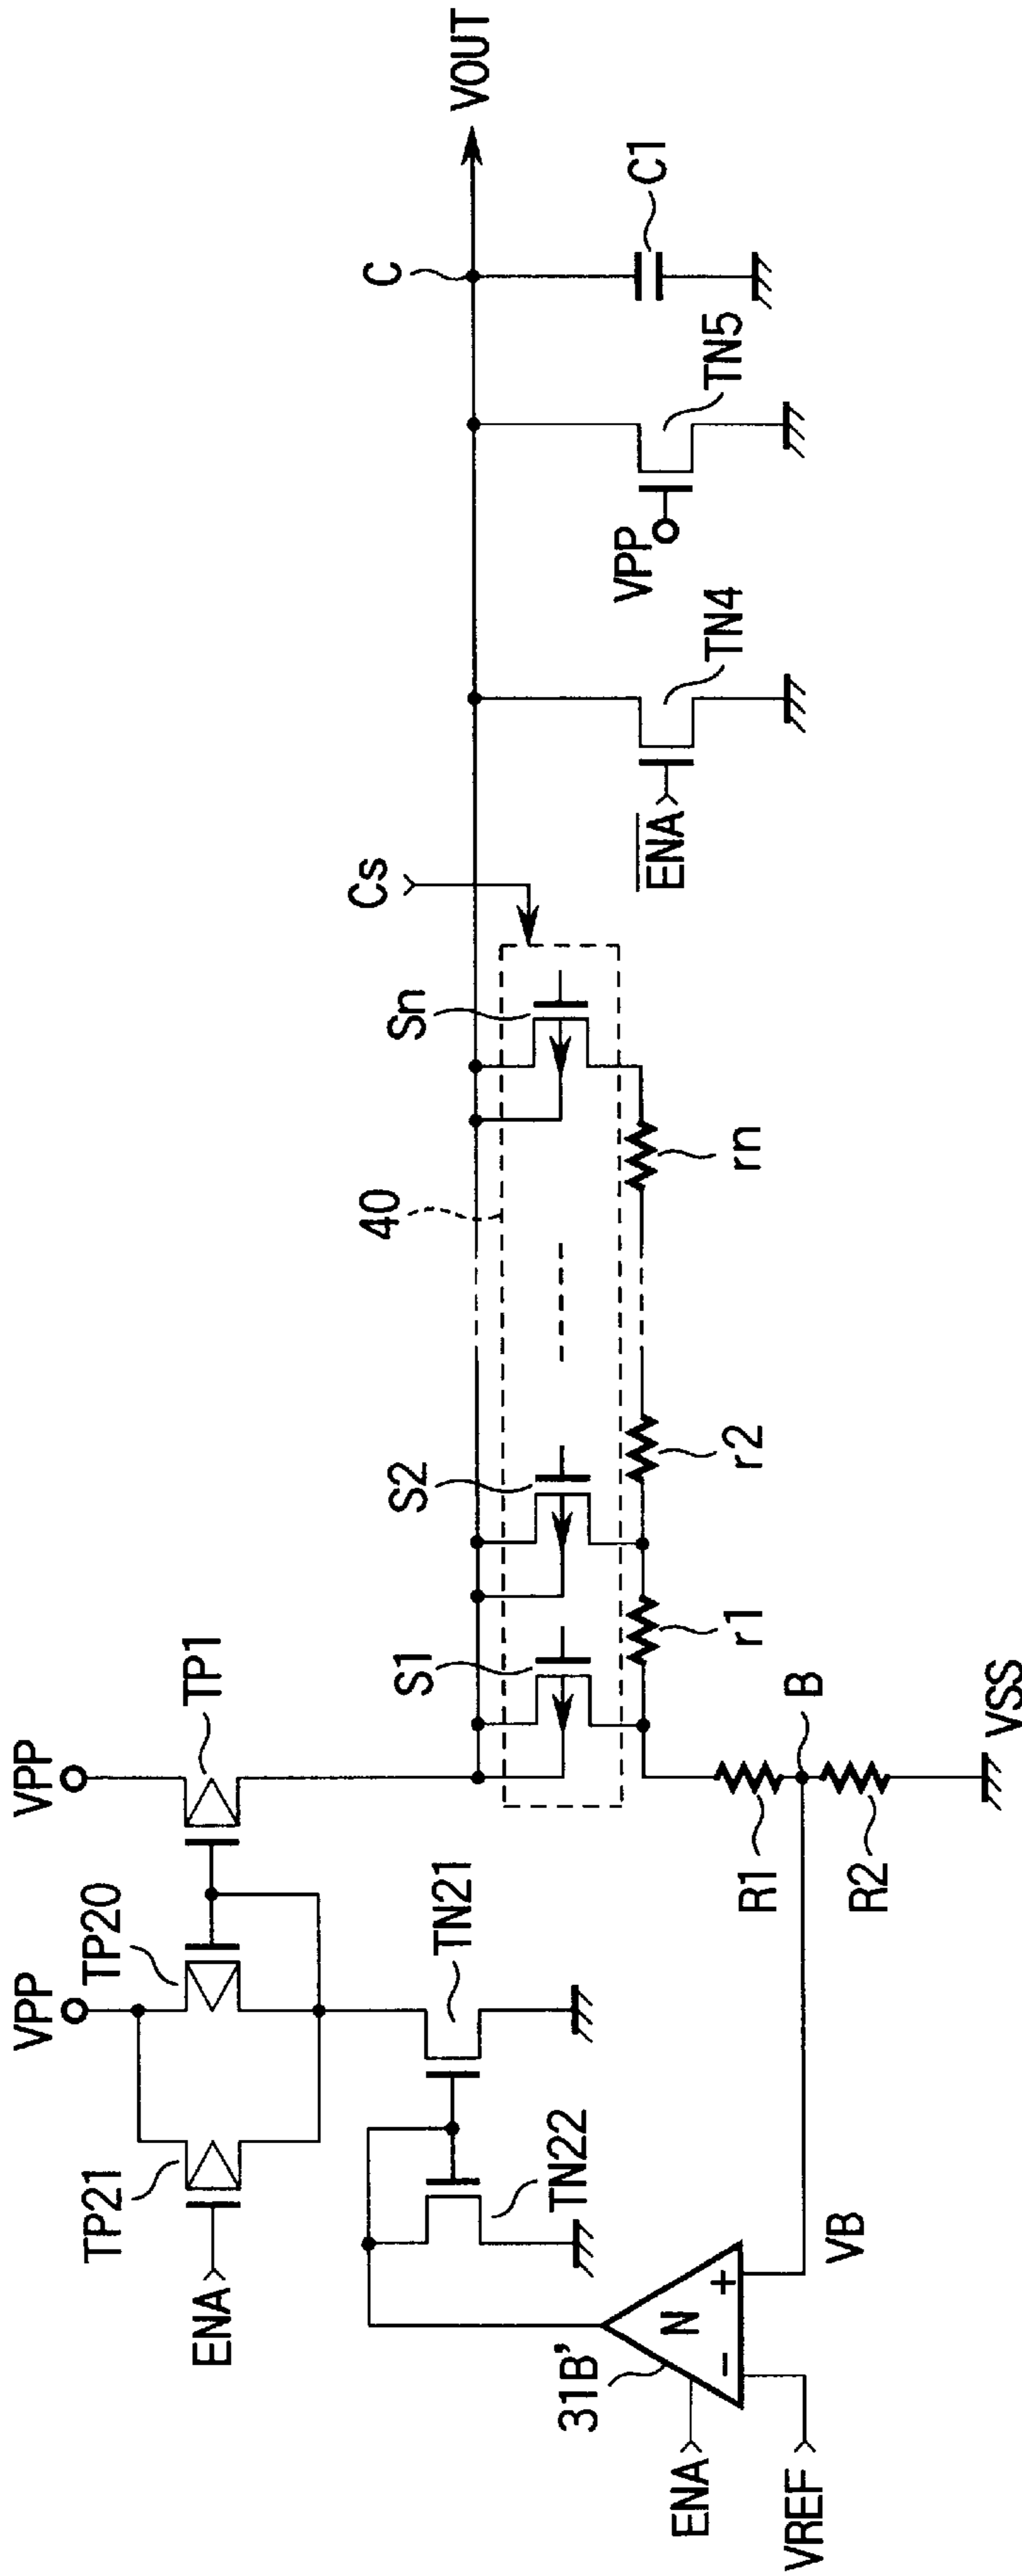 VPP
VPP
TP21
TP20
TP1
ENA
TN21
TN22
31B'
N
-
+
ENA
VREF
VB
R1
R2
B
VSS
S1
S2
Sn
40
Cs
r1
r2
rn
E̅N̅A̅
TN4
VPP
TN5
C
C1
VOUT